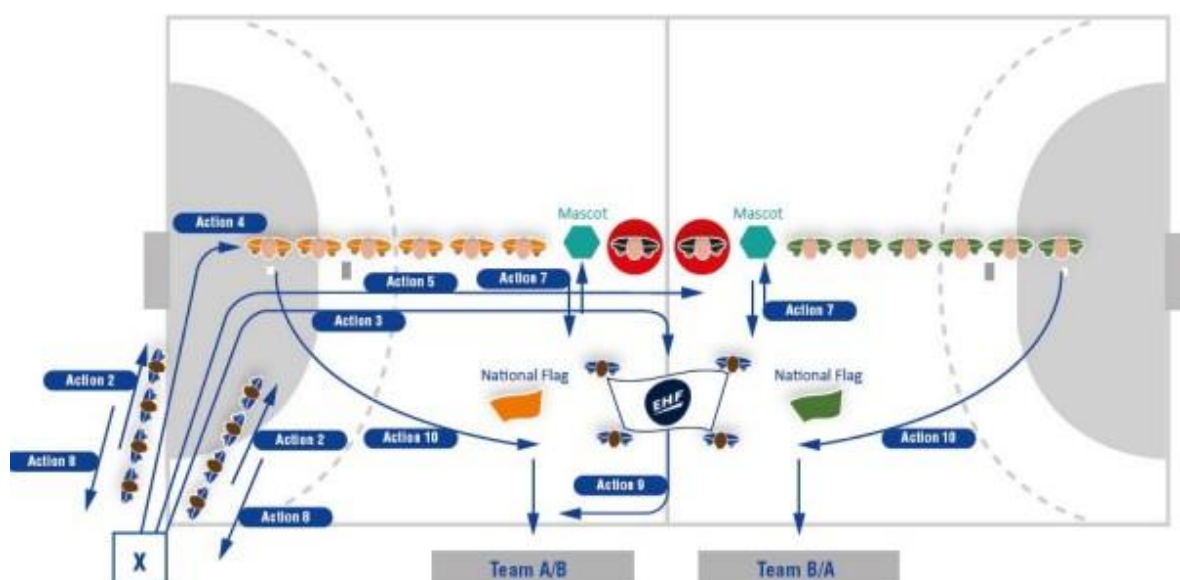 Mascot
Mascot
Action 4
Action 5
Action 7
Action 7
Action 3
National Flag
National Flag
EHF
Action 2
Action 2
Action 10
Action 10
Action 8
Action 9
Action 8
X
Team A/B
Team B/A